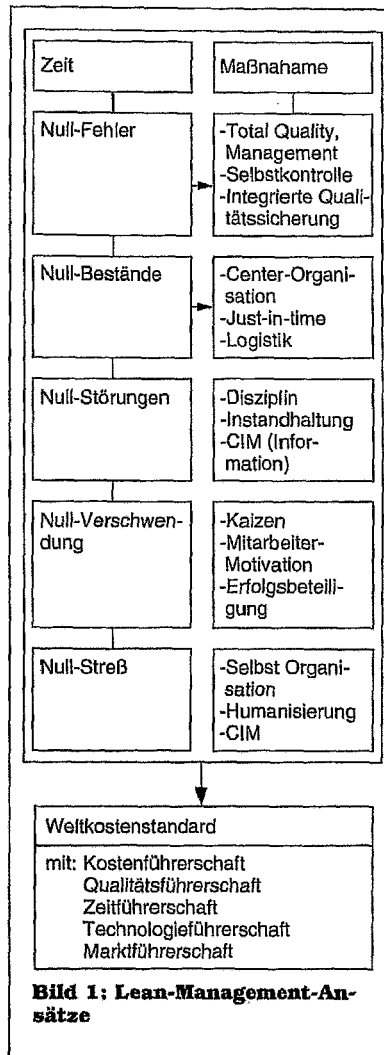 Zeit
Maßnahame
Null-Fehler
-Total Quality,
Management
-Selbstkontrolle
-Integrierte Quali-
tätssicherung
Null-Bestände
-Center-Organi-
sation
-Just-in-time
-Logistik
Null-Störungen
-Disziplin
-Instandhaltung
-CIM (Infor-
mation)
Null-Verschwen-
dung
-Kaizen
-Mitarbeiter-
Motivation
-Erfolgsbeteili-
gung
Null-Streß
-Selbst Organi-
sation
-Humanisierung
-CIM
Weltkostenstandard
mit: Kostenführerschaft
Qualitätsführerschaft
Zeitführerschaft
Technologieführerschaft
Marktführerschaft
Bild 1: Lean-Management-An-
sätze